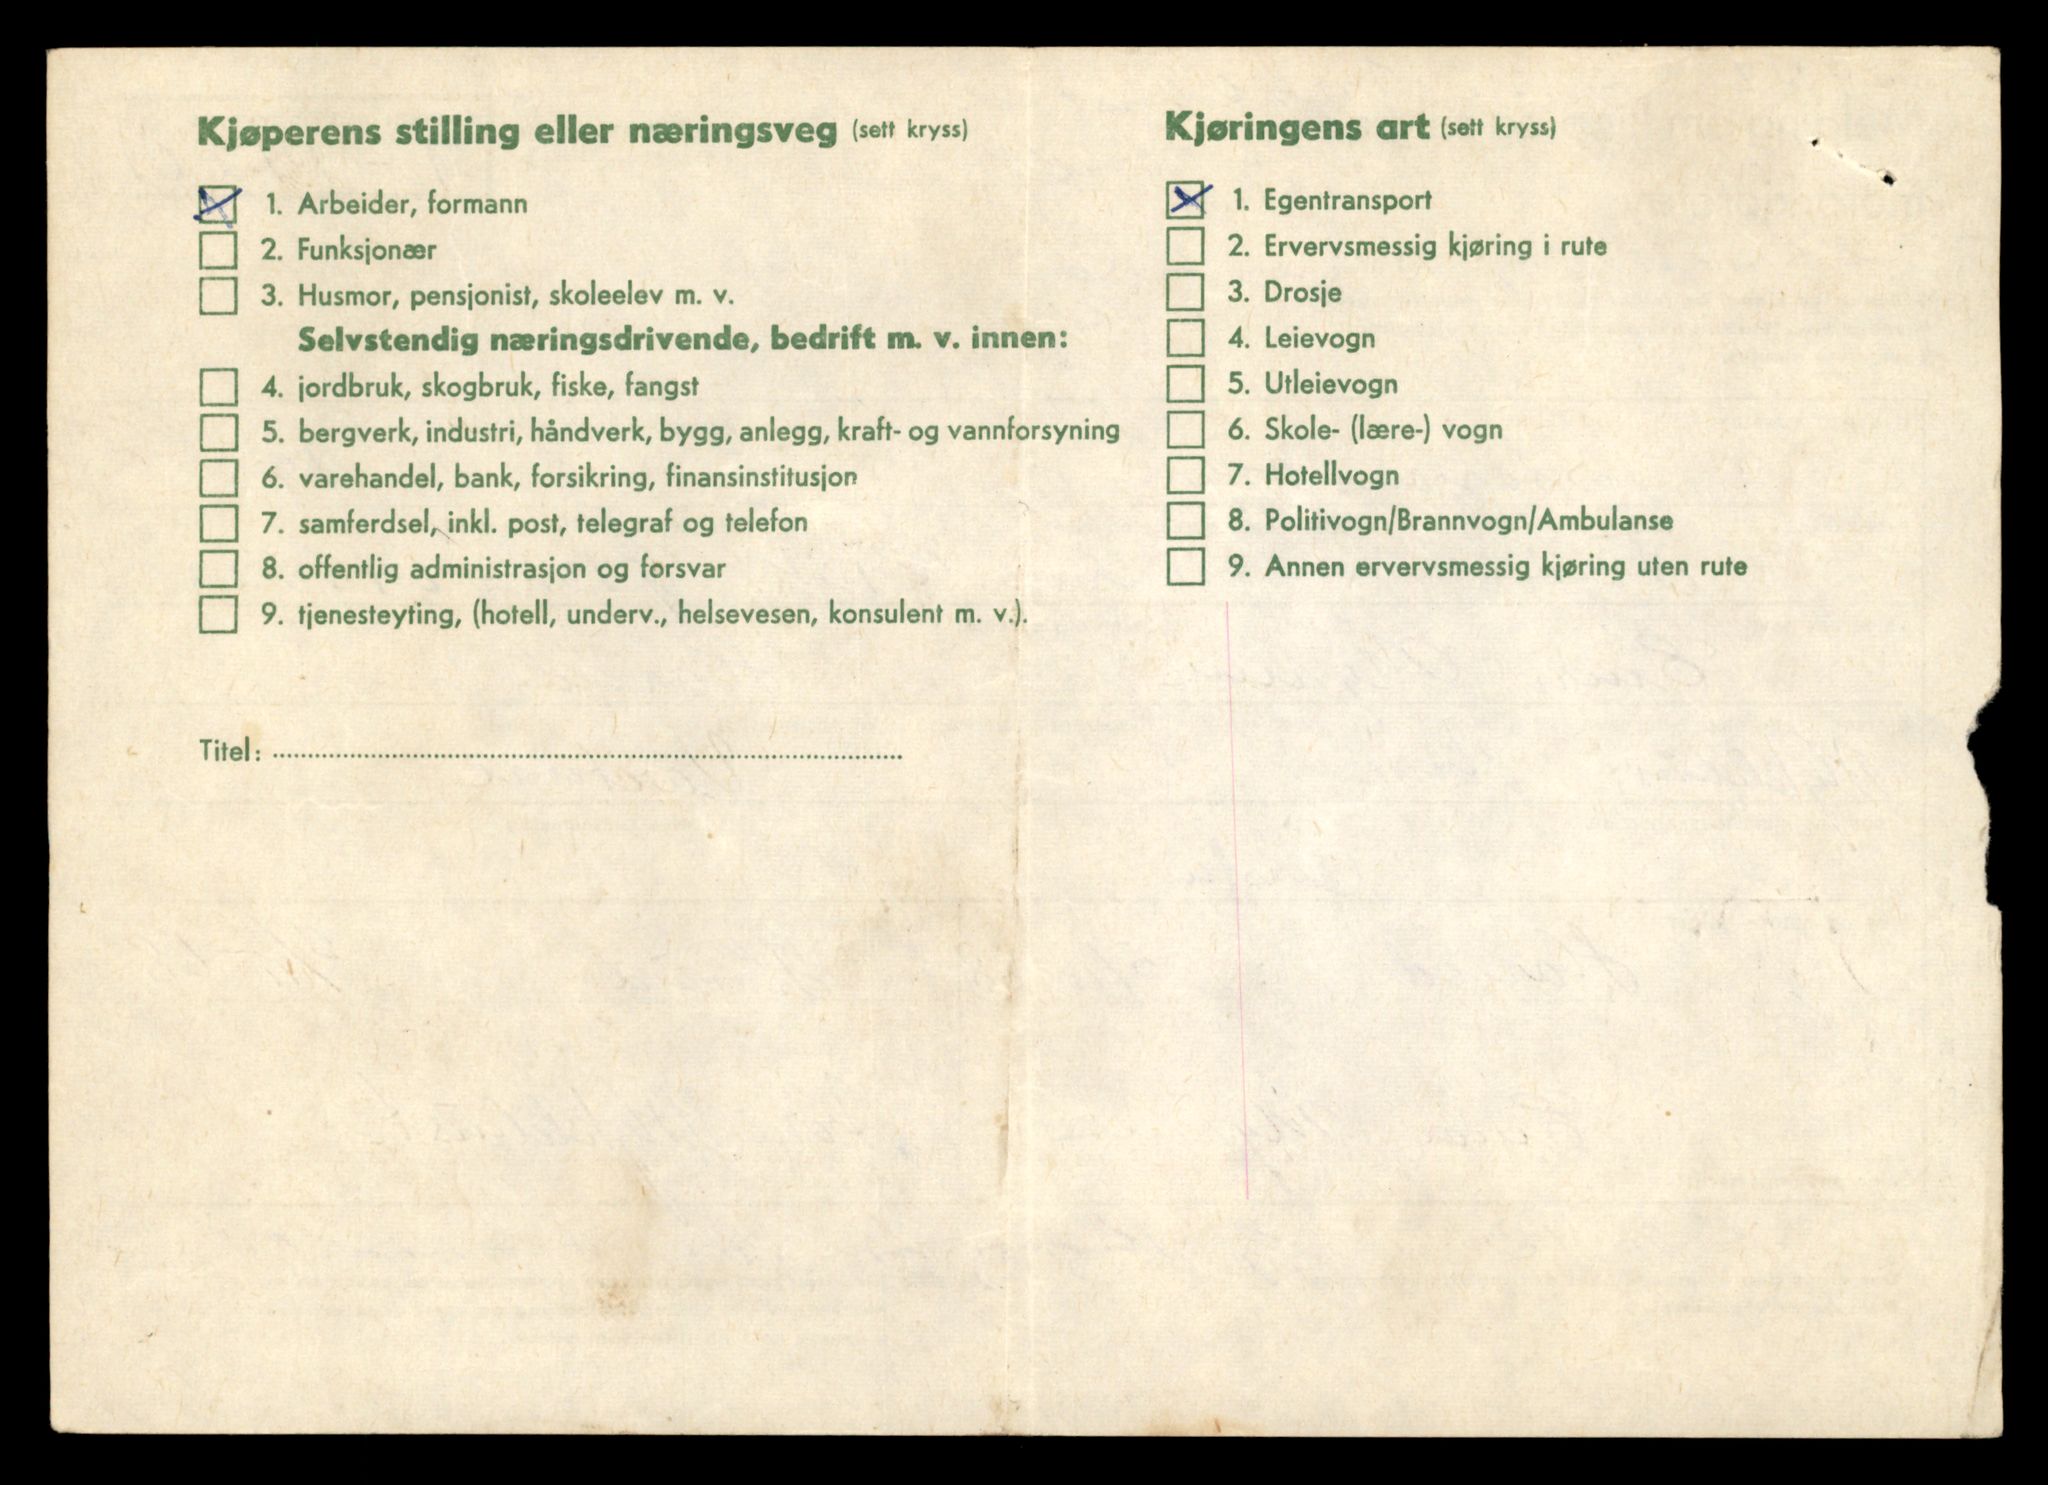 Kjøperens stilling eller næringsveg (sett kryss)
1. Arbeider, formann
2. Funksjonær
3. Husmor, pensjonist, skoleelev m. v.
Selvstendig næringsdrivende, bedrift m. v. innen:
4. jordbruk, skogbruk, fiske, fangst
5. bergverk, industri, håndverk, bygg, anlegg, kraft- og vannforsyning
6. varehandel, bank, forsikring, finansinstitusjon
7. samferdsel, inkl. post, telegraf og telefon
8. offentlig administrasjon og forsvar
9. tjenesteyting, (hotell, underv., helsevesen, konsulent m. v.).
Titel:
Kjøringens art (sett kryss)
1. Egentransport
2. Ervervsmessig kjøring i rute
3. Drosje
4. Leievogn
5. Utleievogn
6. Skole- (lære-) vogn
7. Hotellvogn
8. Politivogn/Brannvogn/Ambulanse
9. Annen ervervsmessig kjøring uten rute